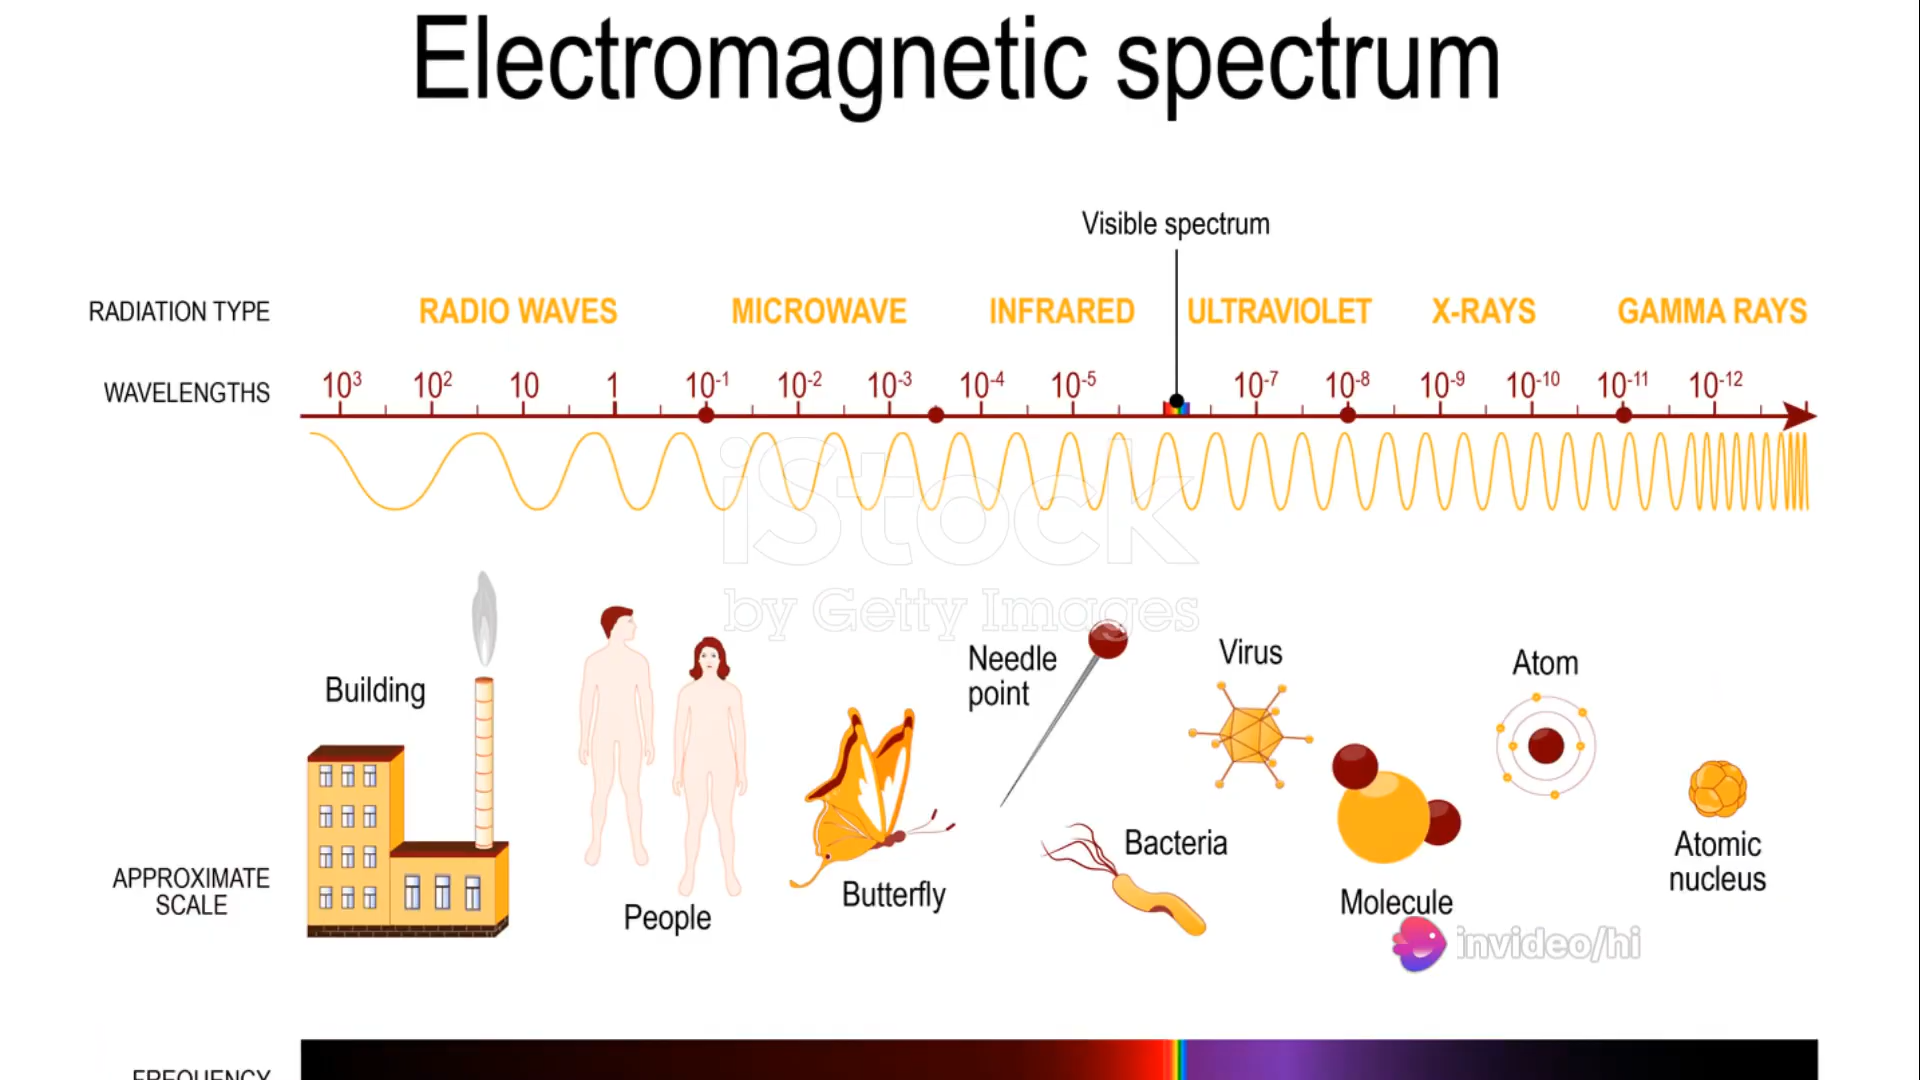 Electromagnetic spectrum
Visible spectrum
RADIATION TYPE
RADIO WAVES
MICROWAVE
INFRARED
ULTRAVIOLET
X-RAYS
GAMMA RAYS
WAVELENGTHS
10³ 10² 10 1 10⁻¹ 10⁻² 10⁻³ 10⁻⁴ 10⁻⁵ 10⁻⁷ 10⁻⁸ 10⁻⁹ 10⁻¹⁰ 10⁻¹¹ 10⁻¹²
iStock
by Getty Images
Building
People
Butterfly
Needle
point
Bacteria
Virus
Molecule
Atom
Atomic
nucleus
APPROXIMATE
SCALE
invideo/hi
FREQUENCY